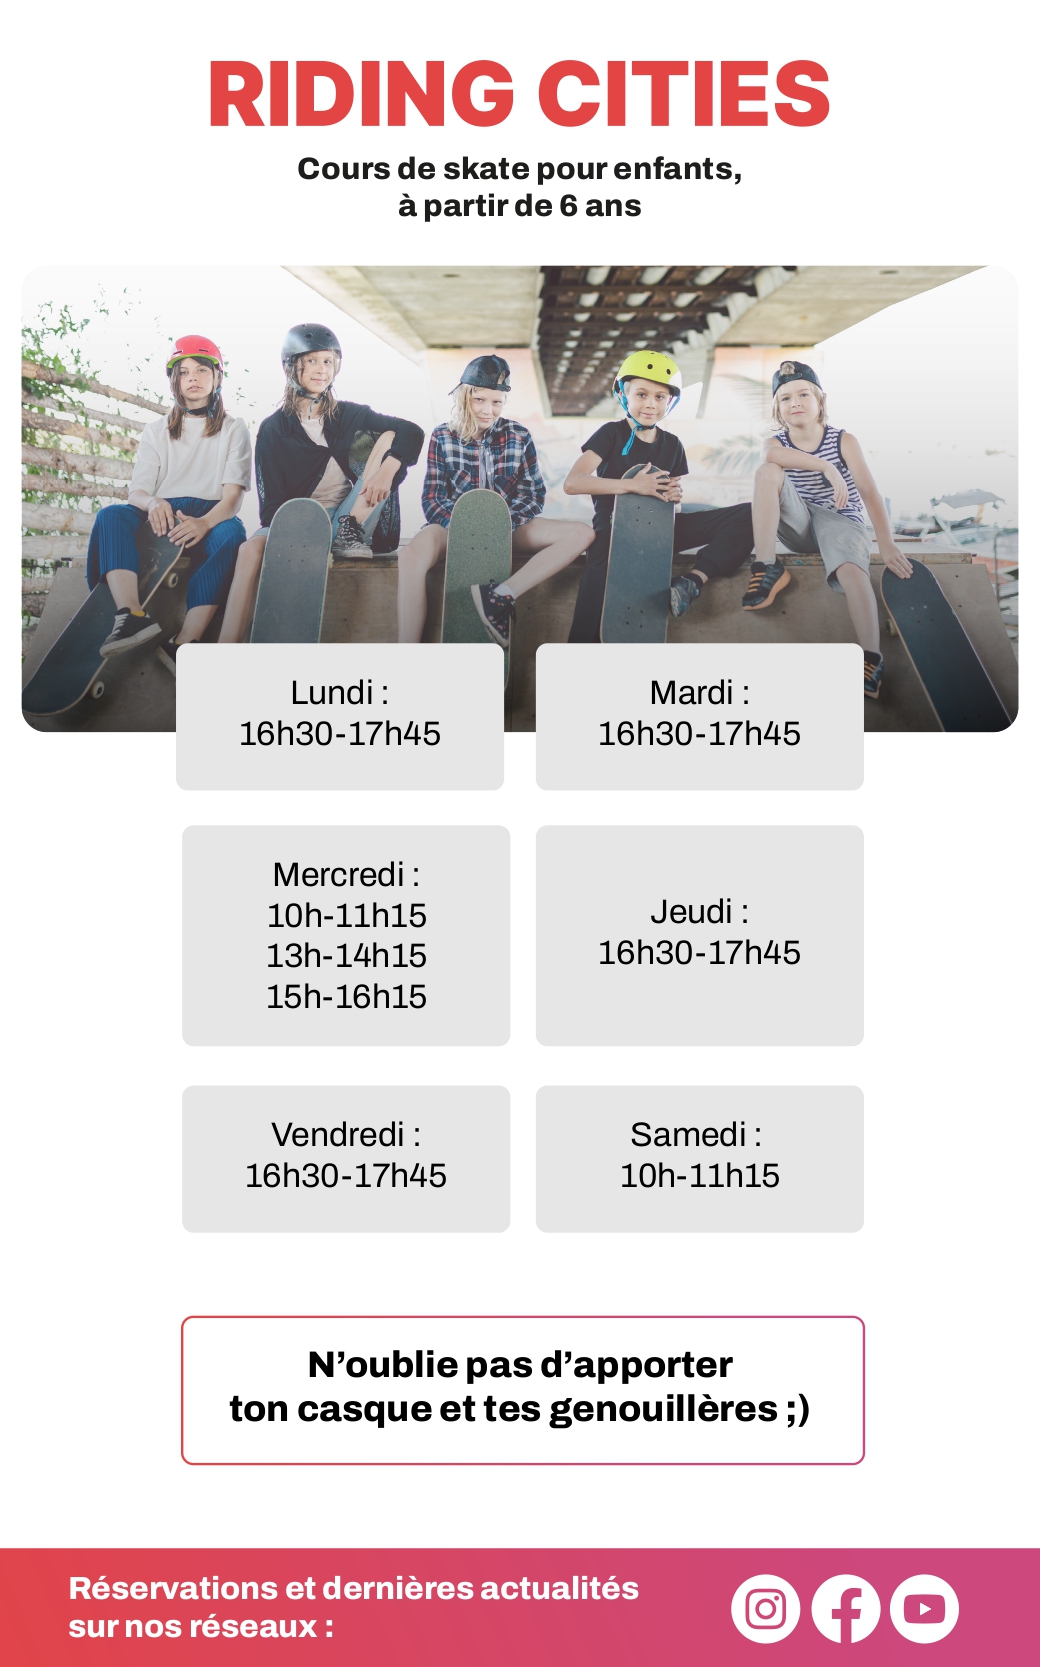 RIDING CITIES
Cours de skate pour enfants,
à partir de 6 ans
Lundi :
16h30-17h45
Mardi :
16h30-17h45
Mercredi :
10h-11h15
13h-14h15
15h-16h15
Jeudi :
16h30-17h45
Vendredi :
16h30-17h45
Samedi :
10h-11h15
N’oublie pas d’apporter
ton casque et tes genouillères ;)
Réservations et dernières actualités
sur nos réseaux :